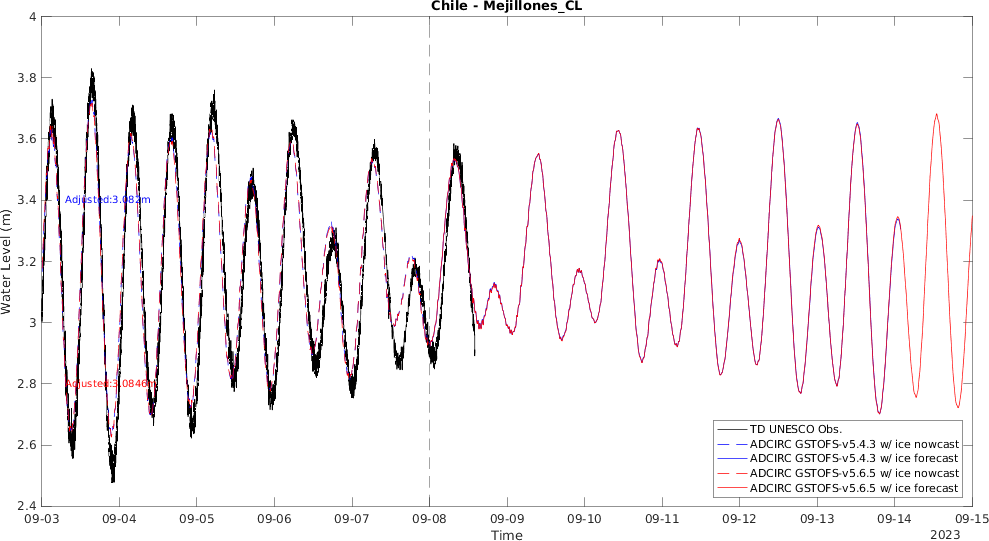 Chile - Mejillones_CL
4
3.8
3.6
3.4
3.2
3
2.8
2.6
2.4
Water Level (m)
Adjusted:3.082m
Adjusted:3.0846m
TD UNESCO Obs.
ADCIRC GSTOFS-v5.4.3 w/ ice nowcast
ADCIRC GSTOFS-v5.4.3 w/ ice forecast
ADCIRC GSTOFS-v5.6.5 w/ ice nowcast
ADCIRC GSTOFS-v5.6.5 w/ ice forecast
09-03 09-04 09-05 09-06 09-07 09-08 09-09 09-10 09-11 09-12 09-13 09-14 09-15
Time
2023